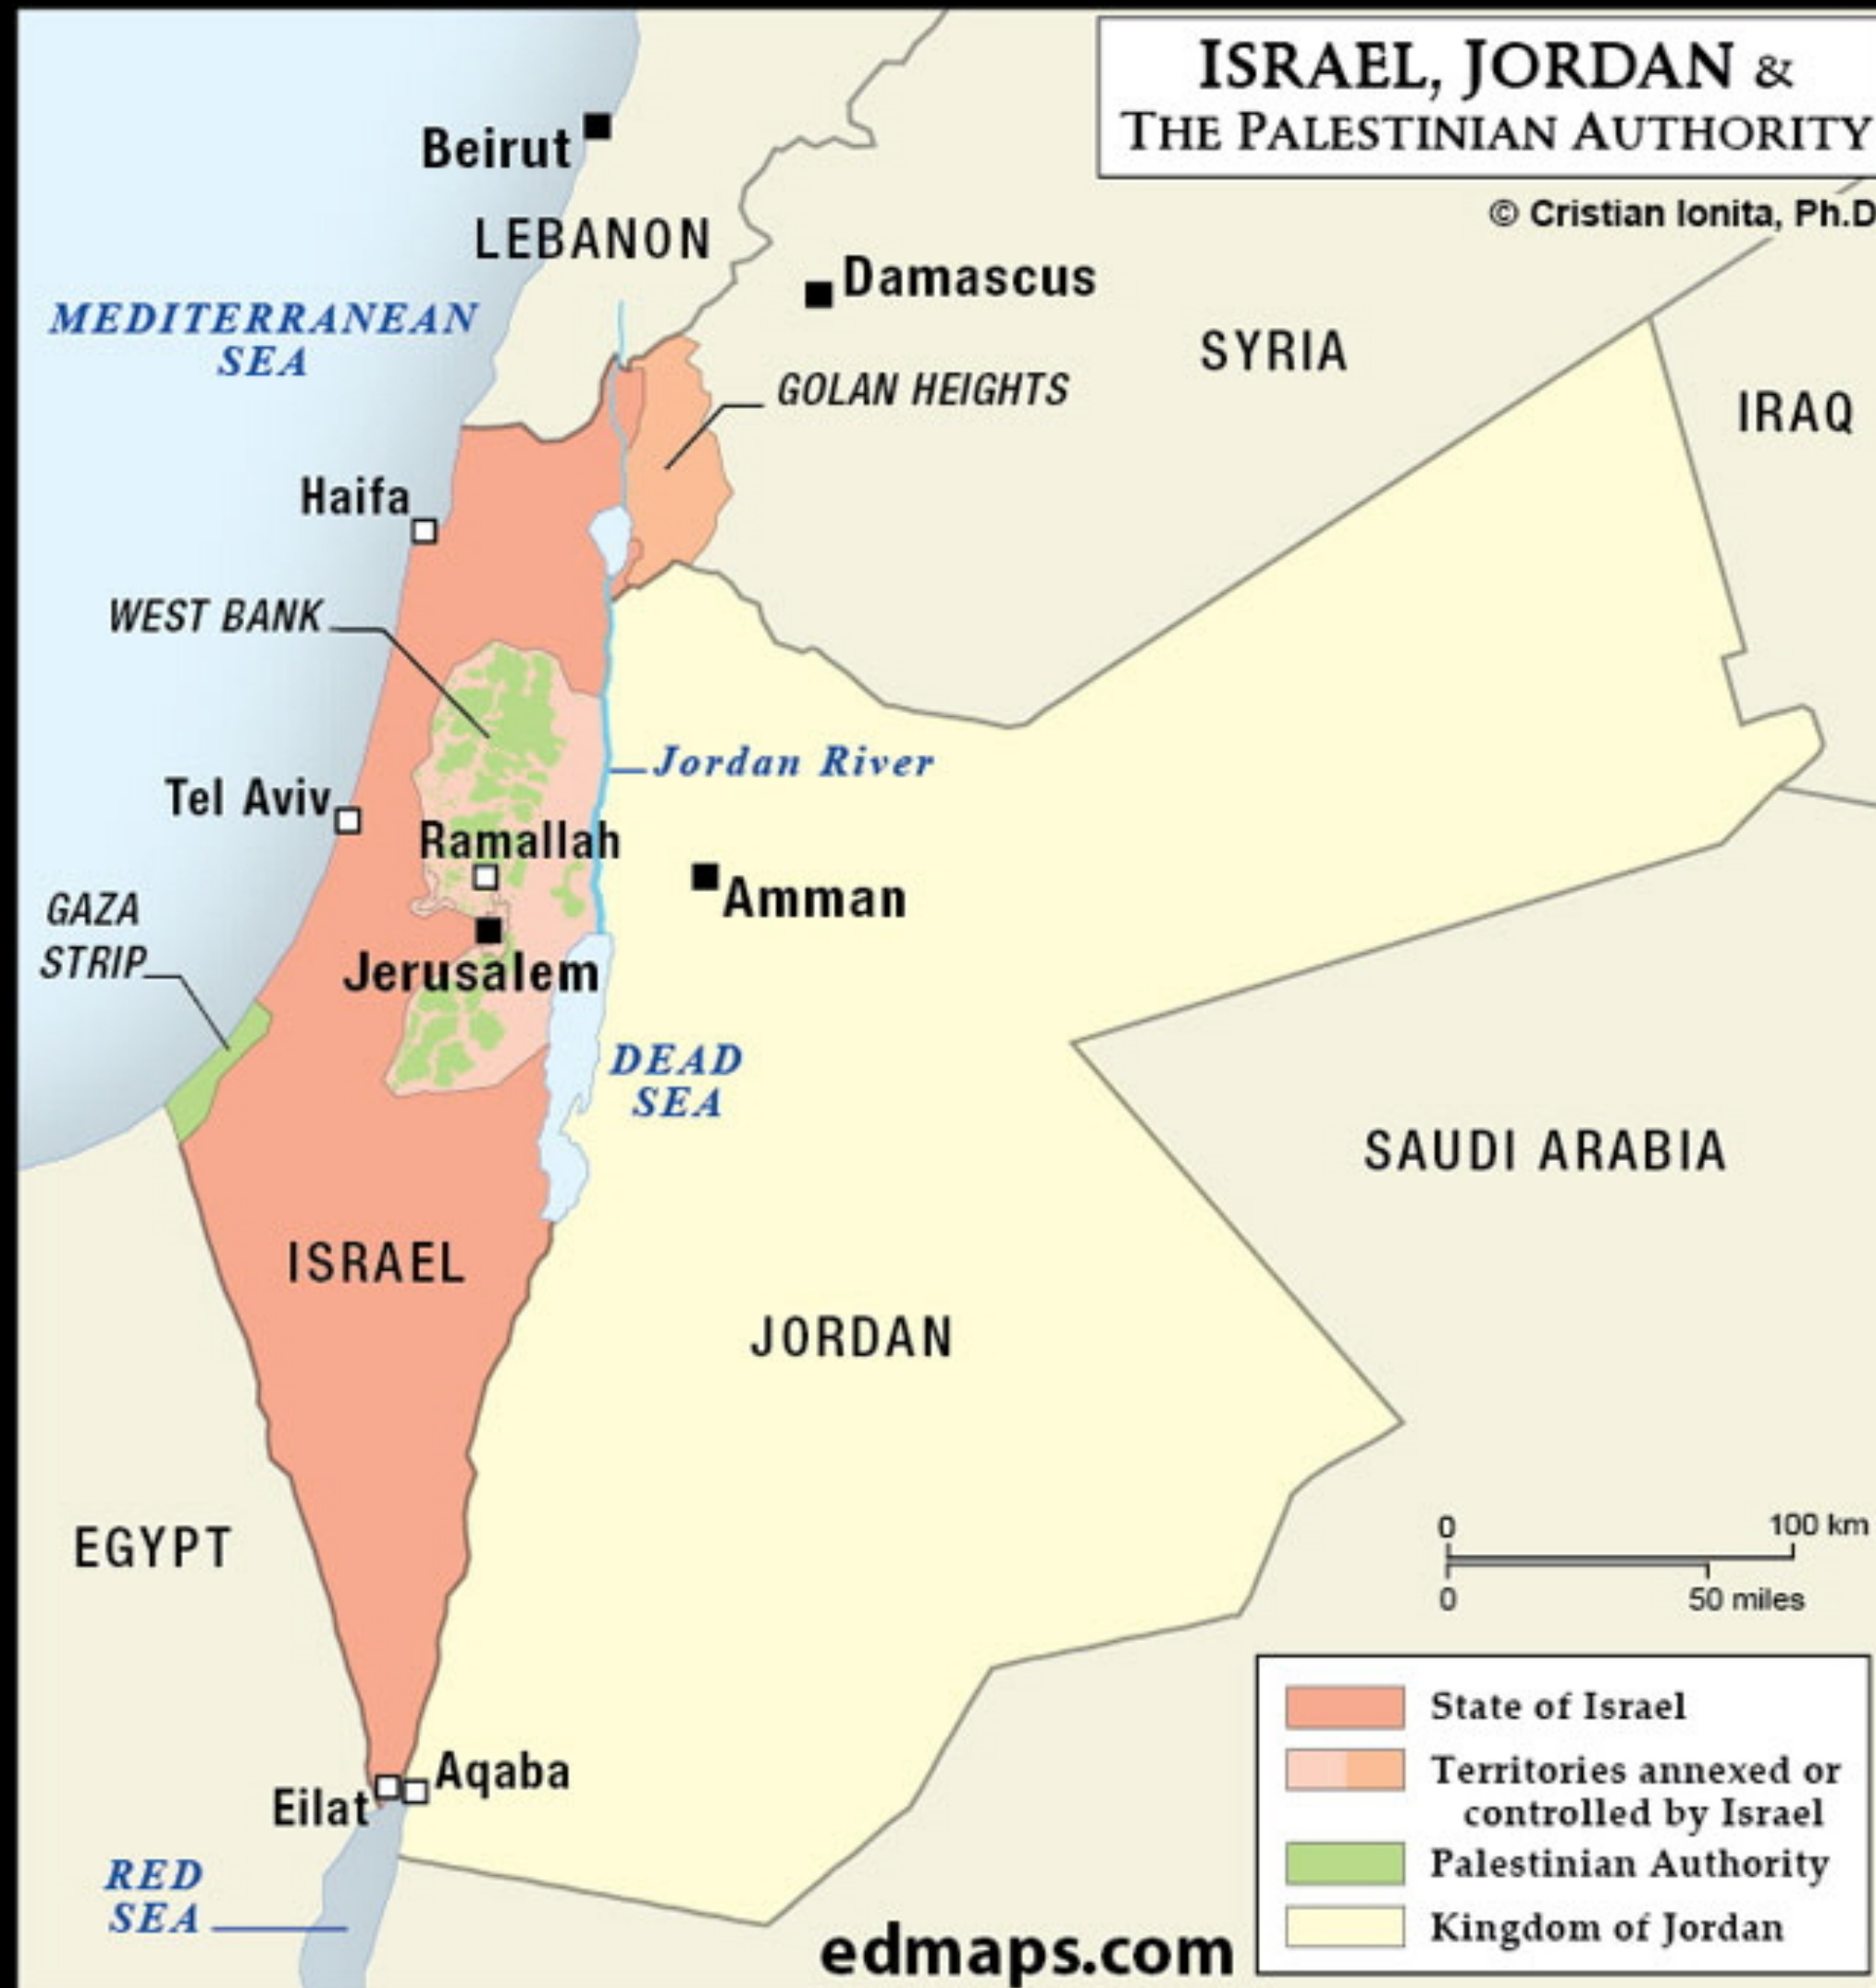 ISRAEL, JORDAN &
THE PALESTINIAN AUTHORITY
© Cristian Ionita, Ph.D
Beirut
LEBANON
Damascus
MEDITERRANEAN
SEA
SYRIA
GOLAN HEIGHTS
IRAQ
Haifa
WEST BANK
Jordan River
Tel Aviv
Ramallah
Amman
GAZA
STRIP
Jerusalem
DEAD
SEA
SAUDI ARABIA
ISRAEL
JORDAN
EGYPT
0 100 km
0 50 miles
State of Israel
Territories annexed or
controlled by Israel
Palestinian Authority
Kingdom of Jordan
Aqaba
Eilat
RED
SEA
edmaps.com